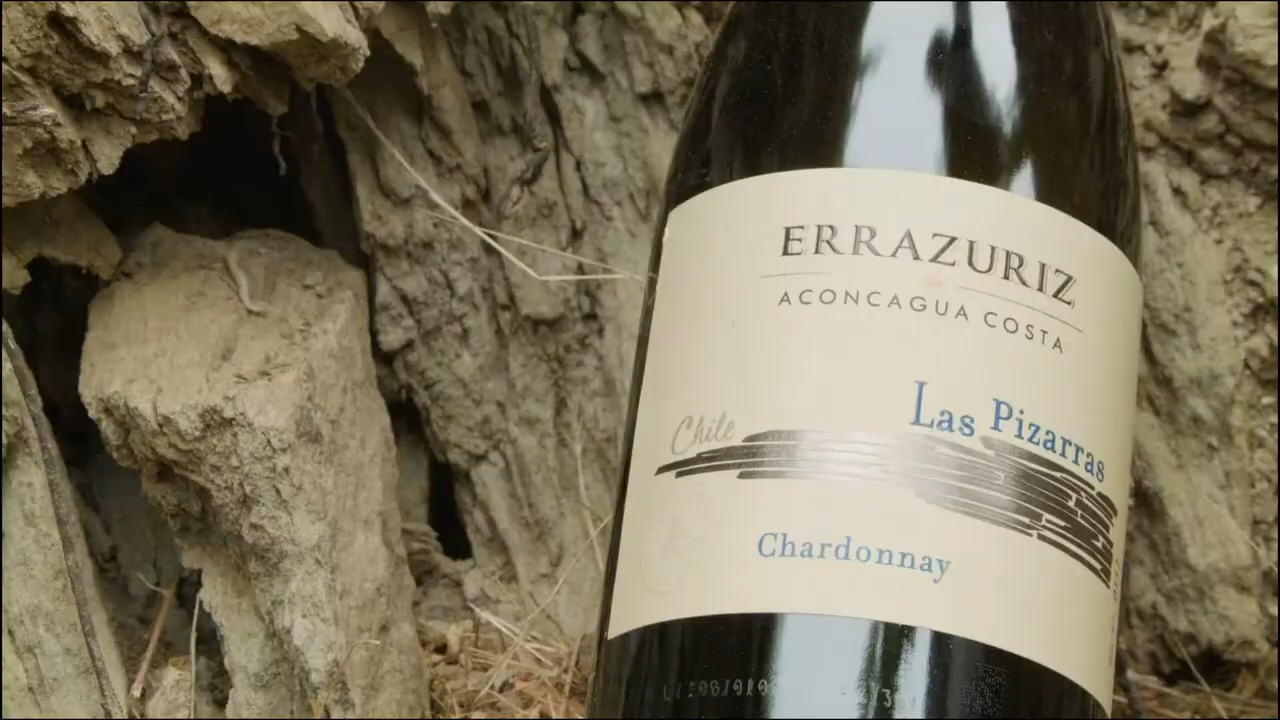 ERRAZURIZ
ACONCAGUA COSTA
Las Pizarras
Chile
Chardonnay